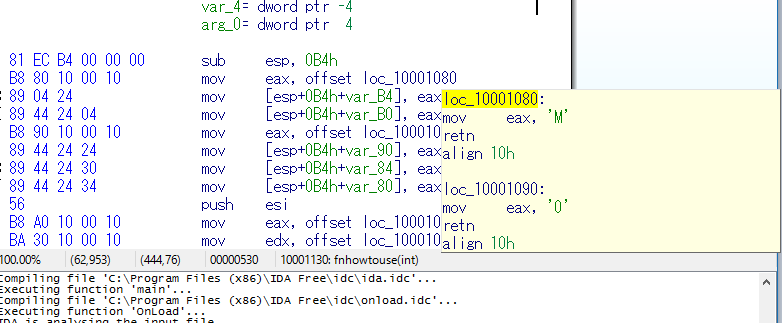 var_4= dword ptr -4
arg_0= dword ptr  4
81 EC B4 00 00 00 sub esp, 0B4h
B8 80 10 00 10 mov eax, offset loc_10001080
89 04 24 mov [esp+0B4h+var_B4], eax
89 44 24 04 mov [esp+0B4h+var_B0], eax
B8 90 10 00 10 mov eax, offset loc_100010
89 44 24 24 mov [esp+0B4h+var_90], eax
89 44 24 30 mov [esp+0B4h+var_84], eax
89 44 24 34 mov [esp+0B4h+var_80], eax
56 push esi
B8 A0 10 00 10 mov eax, offset loc_100010
BA 30 10 00 10 mov edx, offset loc_100010
loc_10001080:
mov eax, 'M'
retn
align 10h
loc_10001090:
mov eax, 'O'
retn
align 10h
100.00% (62,953) (444,76) 00000530 10001130: fnhowtouse(int)
Compiling file 'C:\Program Files (x86)\IDA Free\idc\ida.idc'...
Executing function 'main'...
Compiling file 'C:\Program Files (x86)\IDA Free\idc\onload.idc'...
Executing function 'OnLoad'...
IDA is analysing the input file